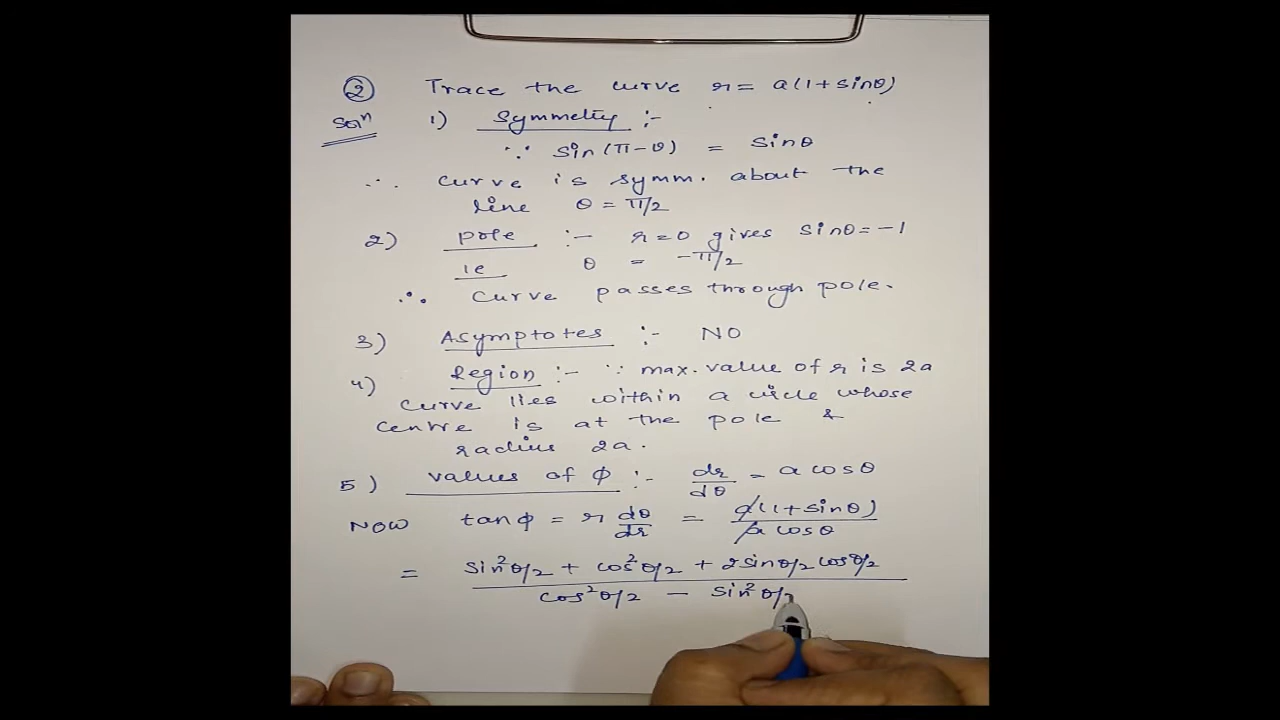 ② Trace the curve r = a(1+sinθ)
Solⁿ 1) Symmetry :-
∵ sin(π-θ) = sinθ
∴ curve is symm. about the
line θ = π/2
2) pole :- r=0 gives sinθ=-1
ie θ = -π/2
∴ curve passes through pole.
3) Asymptotes :- NO
4) Region :- ∵ max. value of r is 2a
curve lies within a circle whose
centre is at the pole &
radius 2a.
5) values of ϕ :- dr/dθ = a cosθ
NOW tanϕ = r dθ/dr = a(1+sinθ)/a cosθ
= sin²θ/2 + cos²θ/2 + 2sinθ/2 cosθ/2
cos²θ/2 - sin²θ/2